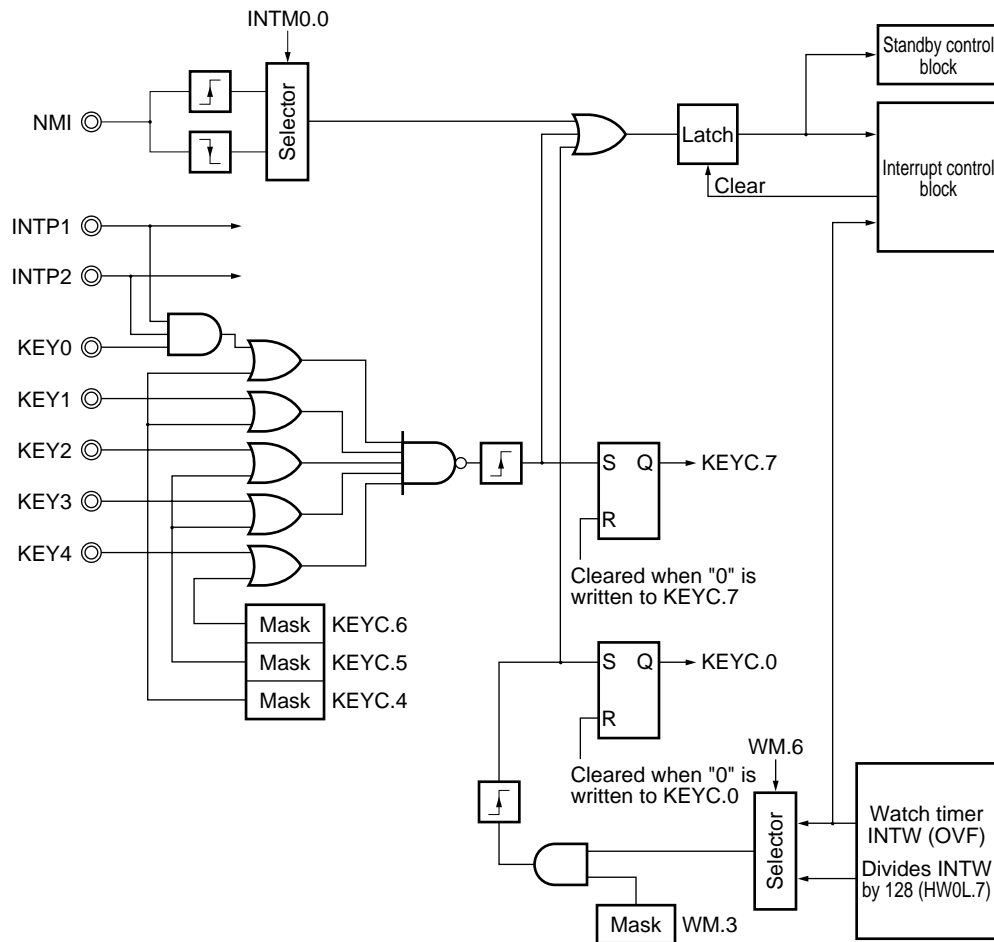 INTM0.0
Standby control
block
NMI
Selector
Latch
Interrupt control
block
Clear
INTP1
INTP2
KEY0
KEY1
KEY2
KEY3
KEY4
S Q KEYC.7
R
Cleared when "0" is
written to KEYC.7
Mask KEYC.6
Mask KEYC.5
Mask KEYC.4
S Q KEYC.0
R
Cleared when "0" is
written to KEYC.0
WM.6
Selector
Watch timer
INTW (OVF)
Divides INTW
by 128 (HW0L.7)
Mask WM.3